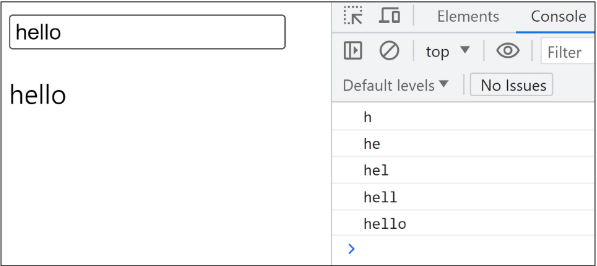 hello
hello
Elements Console
top Filter
Default levels No Issues
h
he
hel
hell
hello